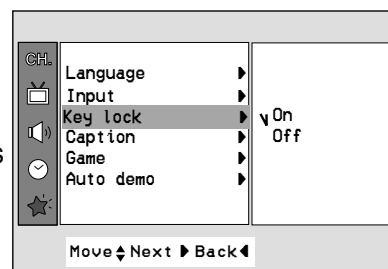 CH.
Language
Input
Key lock
Caption
Game
Auto demo
On
Off
s
Move Next Back